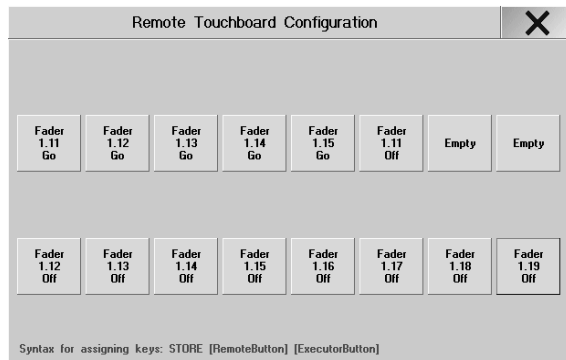 Remote Touchboard Configuration
Fader 1.11 Go
Fader 1.12 Go
Fader 1.13 Go
Fader 1.14 Go
Fader 1.15 Go
Fader 1.11 Off
Empty
Empty
Fader 1.12 Off
Fader 1.13 Off
Fader 1.14 Off
Fader 1.15 Off
Fader 1.16 Off
Fader 1.17 Off
Fader 1.18 Off
Fader 1.19 Off
Syntax for assigning keys: STORE [RemoteButton] [ExecutorButton]